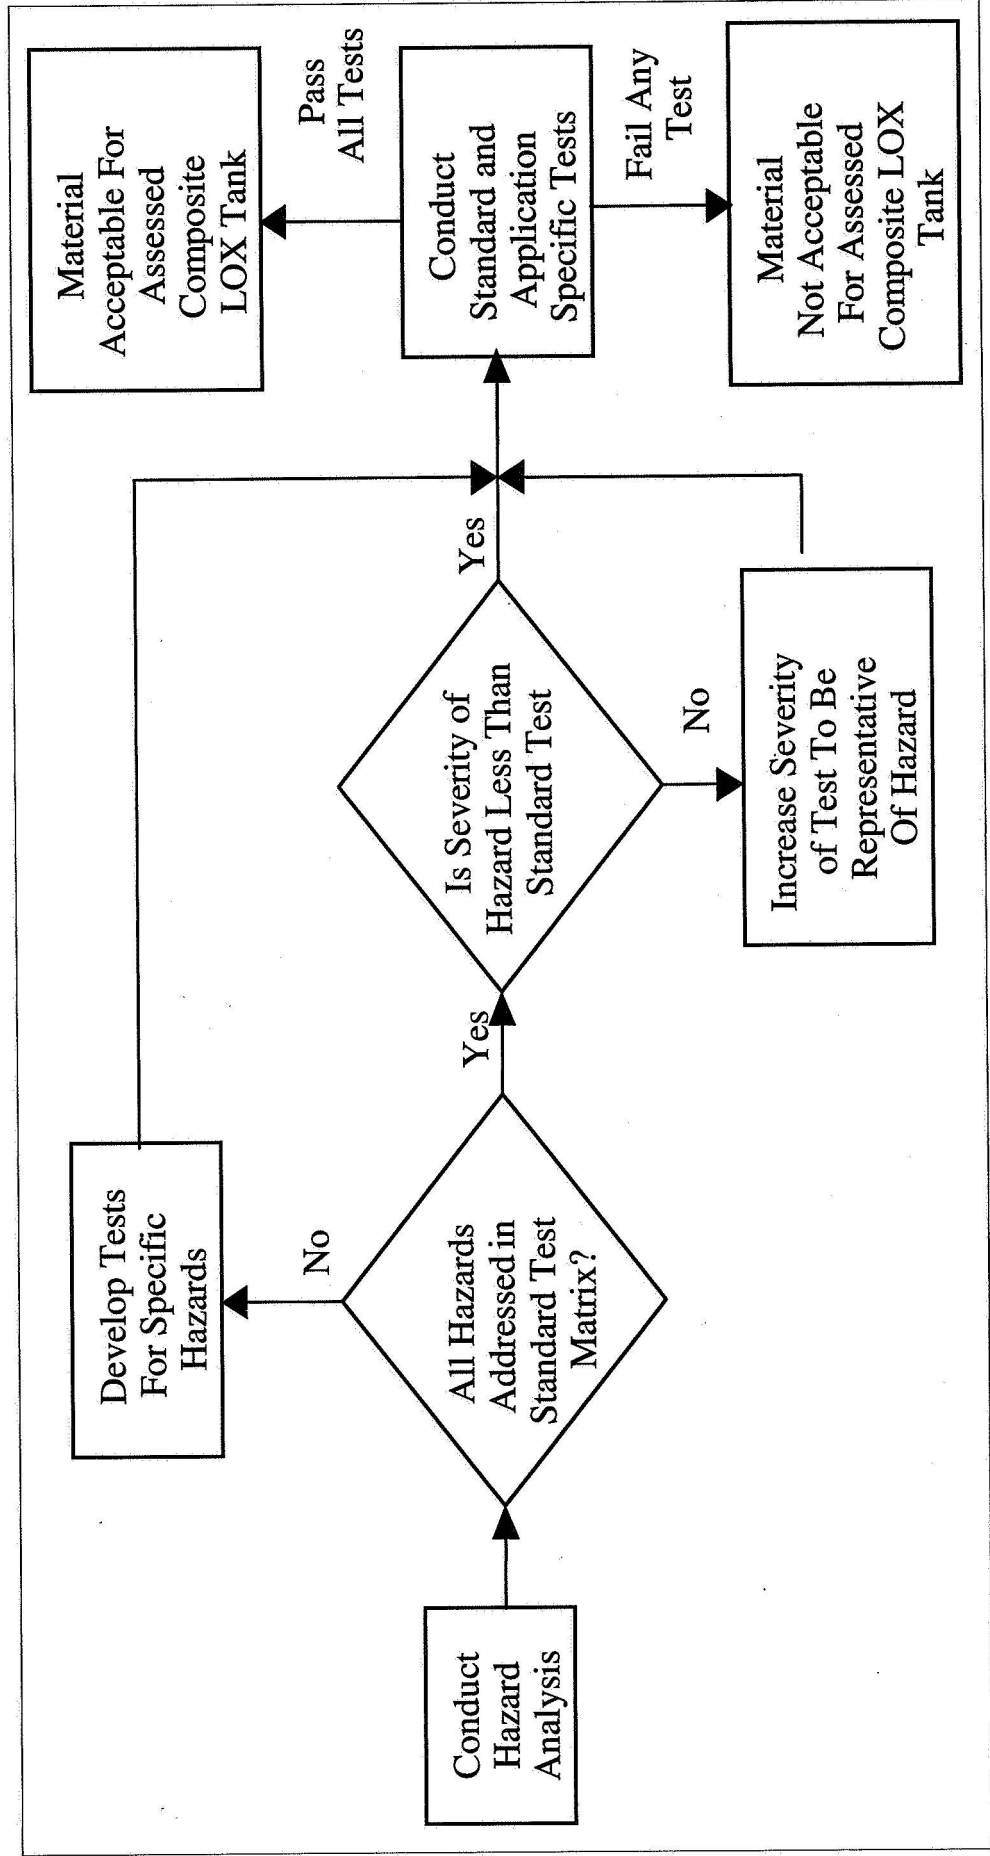 Conduct
Hazard
Analysis
All Hazards
Addressed in
Standard Test
Matrix?
No
Develop Tests
For Specific
Hazards
Yes
Is Severity of
Hazard Less Than
Standard Test
No
Increase Severity
of Test To Be
Representative
Of Hazard
Yes
Conduct
Standard and
Application
Specific Tests
Pass
All Tests
Material
Acceptable For
Assessed
Composite
LOX Tank
Fail Any
Test
Material
Not Acceptable
For Assessed
Composite LOX
Tank